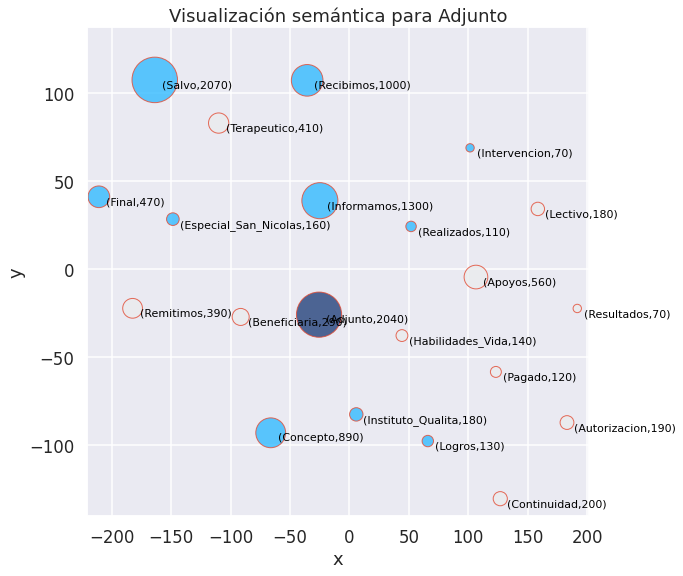 Visualización semántica para Adjunto
100
50
0
−50
−100
y
(Salvo,2070)
(Recibimos,1000)
(Terapeutico,410)
(Intervencion,70)
(Final,470)
(Informamos,1300)
(Lectivo,180)
(Especial_San_Nicolas,160)
(Realizados,110)
(Apoyos,560)
(Remitimos,390)
(Resultados,70)
(Beneficiaria,290)
(Adjunto,2040)
(Habilidades_Vida,140)
(Pagado,120)
(Instituto_Qualita,180)
(Autorizacion,190)
(Concepto,890)
(Logros,130)
(Continuidad,200)
−200 −150 −100 −50 0 50 100 150 200
x